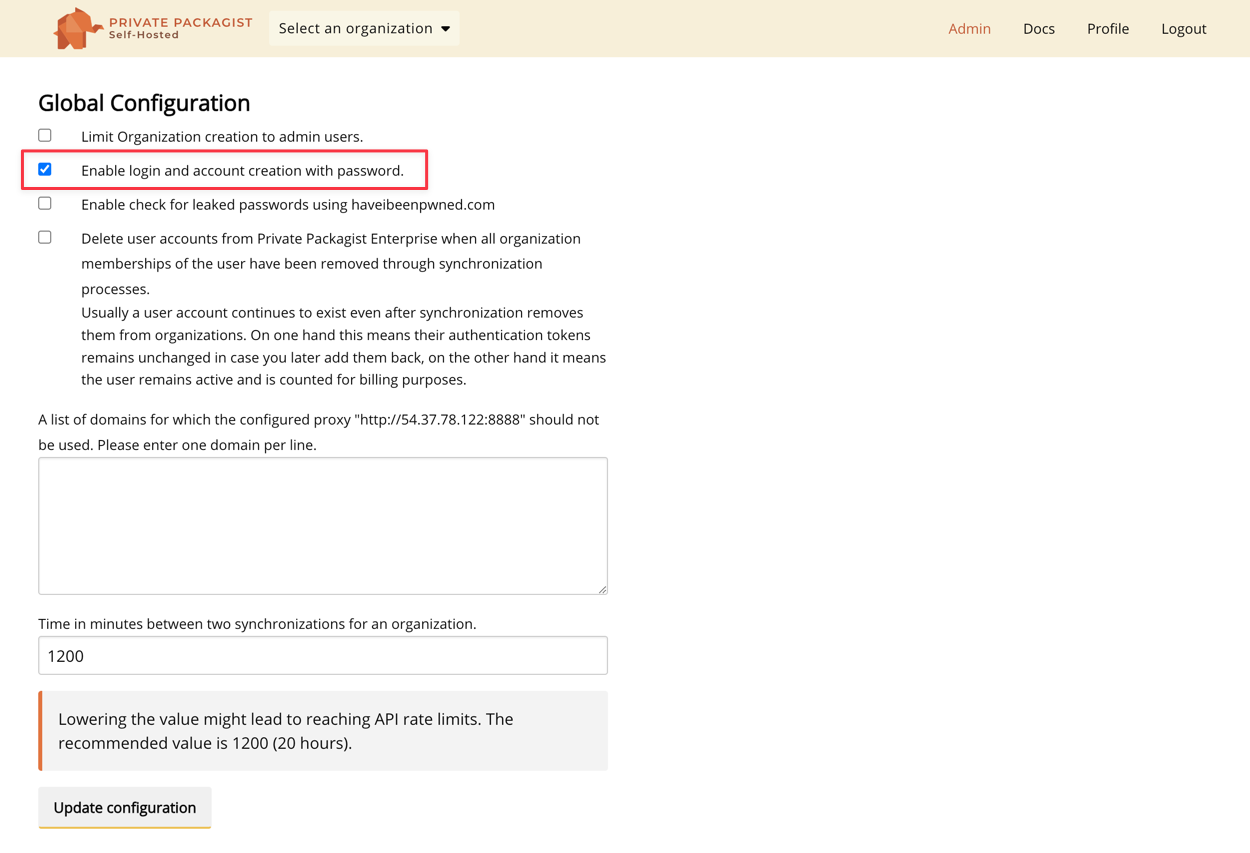 PRIVATE PACKAGIST
Self-Hosted
Select an organization
Admin
Docs
Profile
Logout
Global Configuration
Limit Organization creation to admin users.
Enable login and account creation with password.
Enable check for leaked passwords using haveibeenpwned.com
Delete user accounts from Private Packagist Enterprise when all organization
memberships of the user have been removed through synchronization
processes.
Usually a user account continues to exist even after synchronization removes
them from organizations. On one hand this means their authentication tokens
remains unchanged in case you later add them back, on the other hand it means
the user remains active and is counted for billing purposes.
A list of domains for which the configured proxy "http://54.37.78.122:8888" should not
be used. Please enter one domain per line.
Time in minutes between two synchronizations for an organization.
1200
Lowering the value might lead to reaching API rate limits. The
recommended value is 1200 (20 hours).
Update configuration